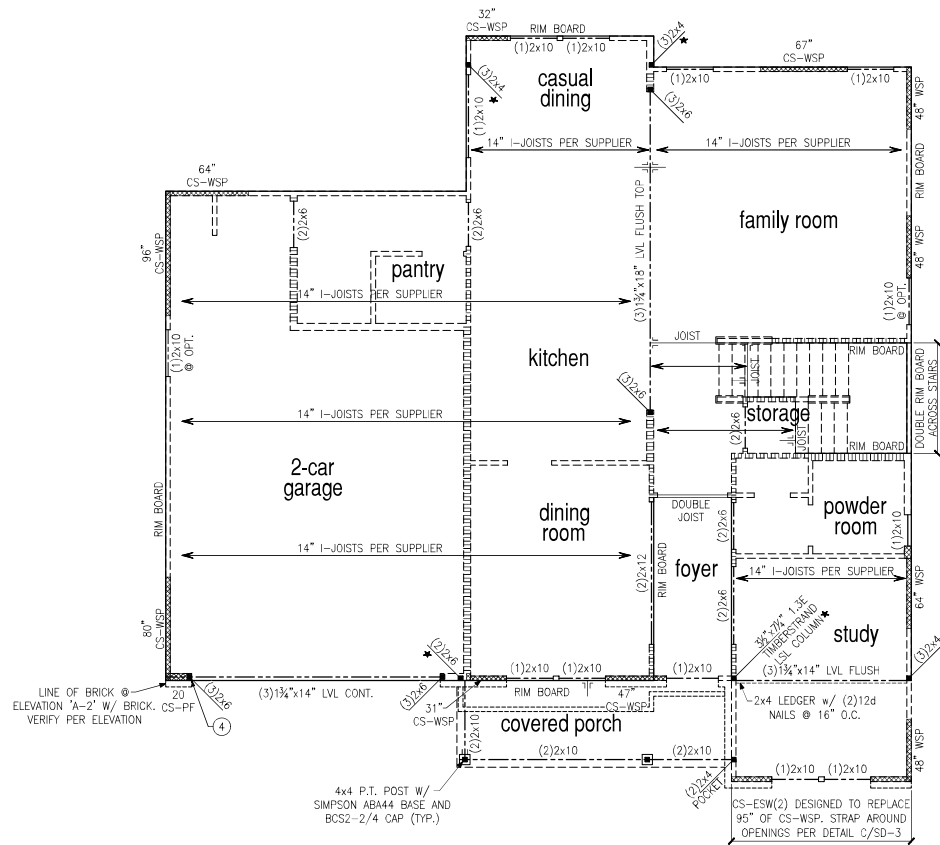 32"
CS-WSP
RIM BOARD
(1)2x10 (1)2x10
(3)2x4
★
67"
CS-WSP
(1)2x10
(1)2x10
casual
dining
(3)2x4
★
(3)2x6
48" WSP
(1)2x10
14" I-JOISTS PER SUPPLIER
14" I-JOISTS PER SUPPLIER
RIM BOARD
64"
CS-WSP
(2)2x6
(2)2x6
family room
96"
CS-WSP
48" WSP
pantry
(3)1¾"x18" LVL FLUSH TOP
14" I-JOISTS PER SUPPLIER
(1)2x10
@ OPT.
(1)2x10
@ OPT.
JOIST
RIM BOARD
kitchen
JOIST
DOUBLE RIM BOARD
ACROSS STAIRS
(3)2x6
storage
14" I-JOISTS PER SUPPLIER
(2)2x6
JOIST
RIM BOARD
2-car
garage
RIM BOARD
DOUBLE
JOIST
powder
room
dining
room
(2)2x6
(1)2x10
14" I-JOISTS PER SUPPLIER
(2)2x12
RIM BOARD
foyer
14" I-JOISTS PER SUPPLIER
(2)2x6
64" WSP
80"
CS-WSP
3½"x7¼" 1.3E
TIMBERSTRAND
LSL COLUMN★
study
★
(2)2x6
(1)2x10 (1)2x10
(1)2x10
(3)1¾"x14" LVL FLUSH
(3)2x4
LINE OF BRICK @
ELEVATION 'A-2' W/ BRICK.
VERIFY PER ELEVATION
20
CS-PF
(3)2x6
4
(3)1¾"x14" LVL CONT.
(3)2x6
31"
CS-WSP
RIM BOARD
47"
CS-WSP
2x4 LEDGER w/ (2)12d
NAILS @ 16" O.C.
covered porch
(2)2x10
(2)2x10
(2)2x10
48" WSP
(2)2x4
POCKET
(1)2x10 (1)2x10
4x4 P.T. POST W/
SIMPSON ABA44 BASE AND
BCS2-2/4 CAP (TYP.)
CS-ESW(2) DESIGNED TO REPLACE
95" OF CS-WSP. STRAP AROUND
OPENINGS PER DETAIL C/SD-3